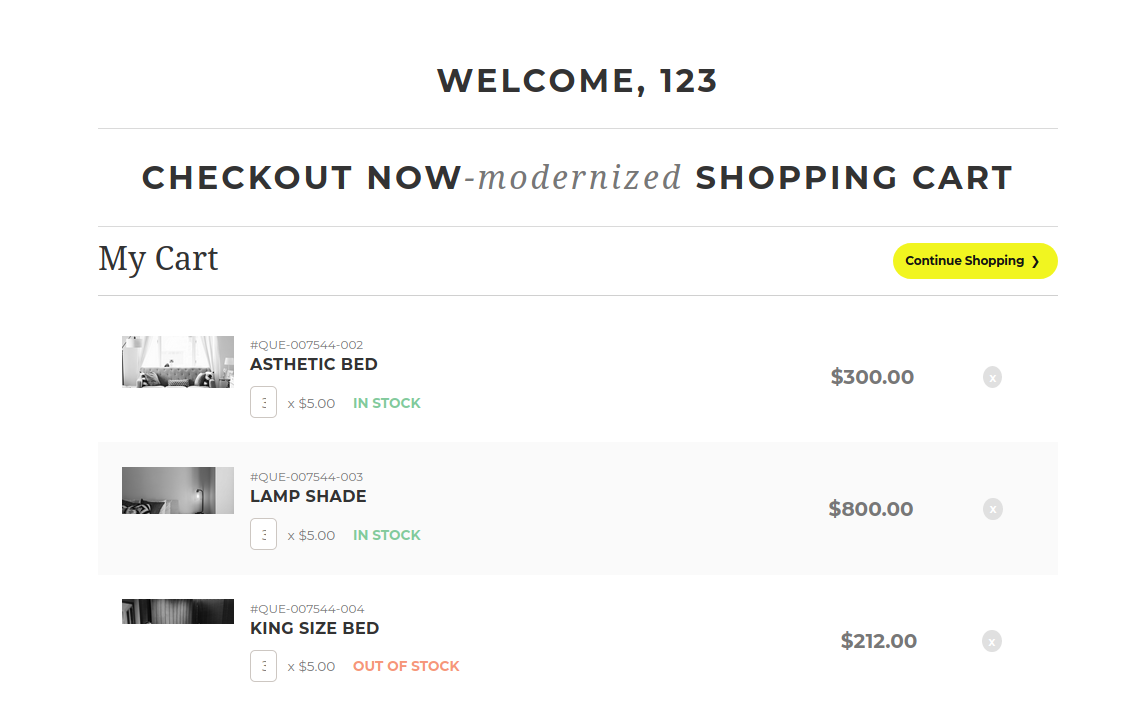 WELCOME, 123
CHECKOUT NOW-modernized SHOPPING CART
My Cart
Continue Shopping ❯
#QUE-007544-002
ASTHETIC BED
x $5.00 IN STOCK
$300.00
x
#QUE-007544-003
LAMP SHADE
x $5.00 IN STOCK
$800.00
x
#QUE-007544-004
KING SIZE BED
x $5.00 OUT OF STOCK
$212.00
x